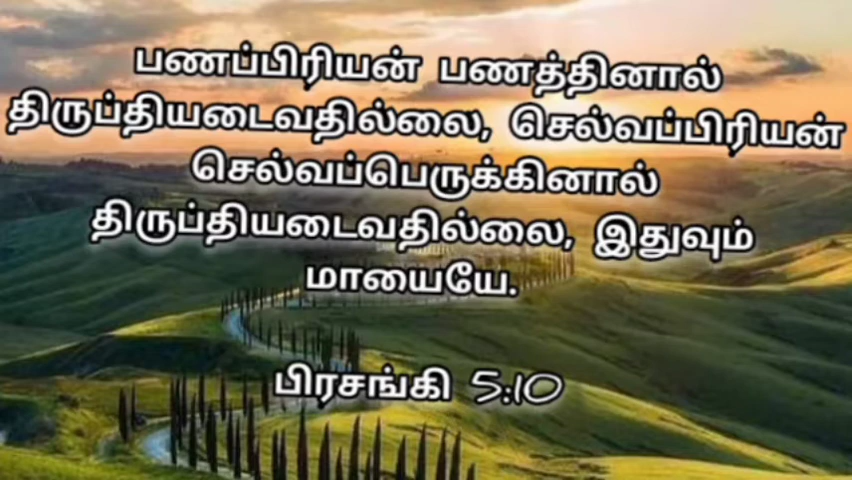 பணப்பிரியன் பணத்தினால்
திருப்தியடைவதில்லை, செல்வப்பிரியன்
செல்வப்பெருக்கினால்
திருப்தியடைவதில்லை, இதுவும்
மாயையே.
பிரசங்கி 5:10